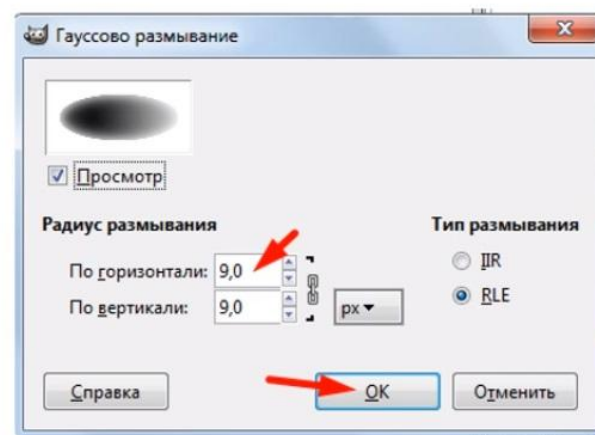 Гауссово размывание
Просмотр
Радиус размывания
Тип размывания
По горизонтали: 9,0
IIR
По вертикали: 9,0
px
RLE
Справка
OK
Отменить